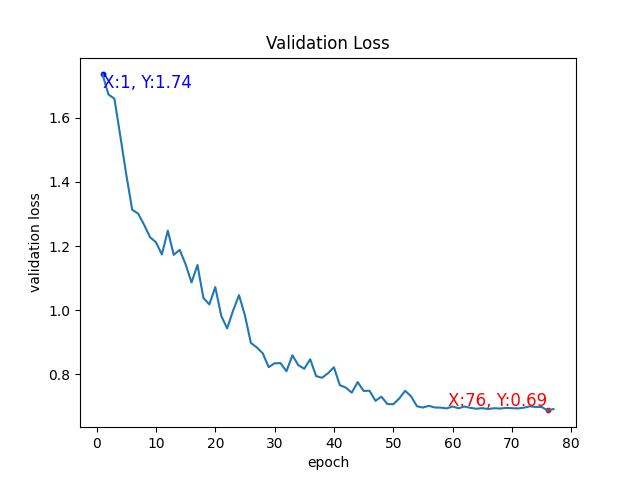 Validation Loss
X:1, Y:1.74
1.6
1.4
1.2
1.0
0.8
validation loss
X:76, Y:0.69
0 10 20 30 40 50 60 70 80
epoch